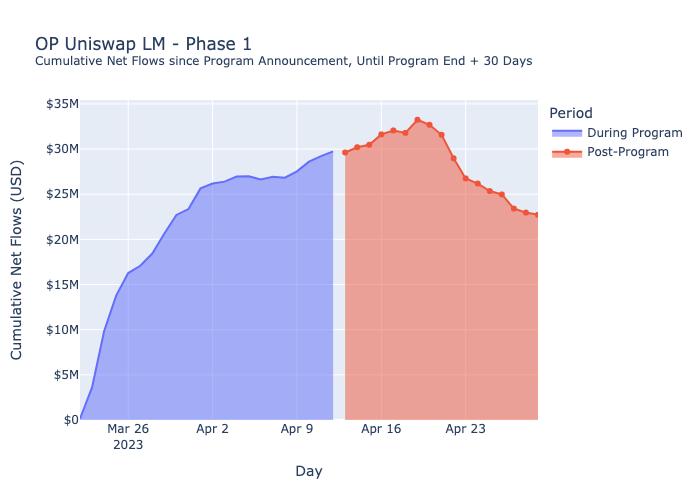 OP Uniswap LM - Phase 1
Cumulative Net Flows since Program Announcement, Until Program End + 30 Days
Period
During Program
Post-Program
Cumulative Net Flows (USD)
$35M
$30M
$25M
$20M
$15M
$10M
$5M
$0
Mar 26
2023
Apr 2
Apr 9
Apr 16
Apr 23
Day